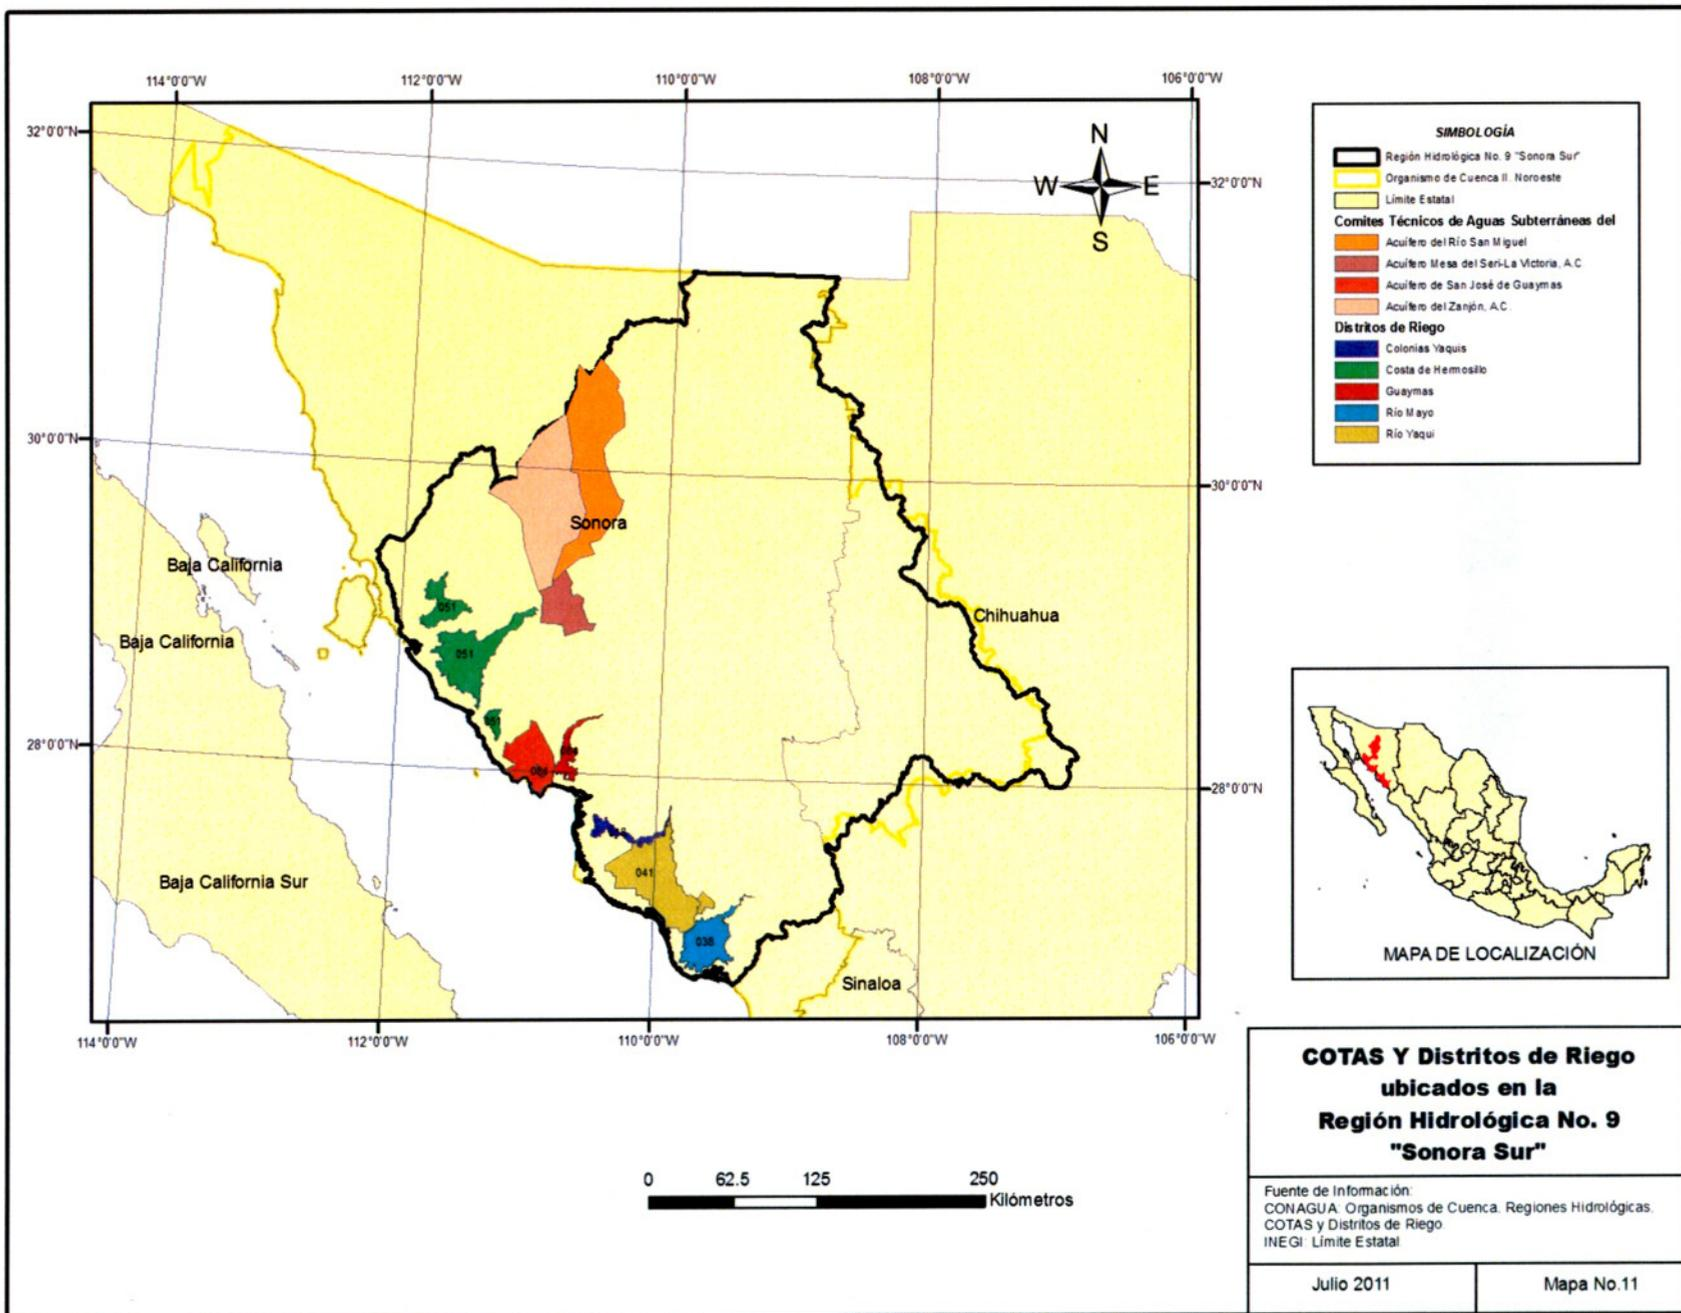 114°0'0"W
112°0'0"W
110°0'0"W
108°0'0"W
106°0'0"W
32°0'0"N
30°0'0"N
28°0'0"N
32°0'0"N
30°0'0"N
28°0'0"N
114°0'0"W
112°0'0"W
110°0'0"W
108°0'0"W
106°0'0"W
N
W
E
S
Sonora
Baja California
Baja California
Chihuahua
Baja California Sur
Sinaloa
051
051
051
084
041
038
SIMBOLOGÍA
Región Hidrológica No. 9 "Sonora Sur"
Organismo de Cuenca II. Noroeste
Límite Estatal
Comites Técnicos de Aguas Subterráneas del
Acuífero del Río San Miguel
Acuífero Mesa del Seri-La Victoria, A.C
Acuífero de San José de Guaymas
Acuífero del Zanjón, A.C.
Distritos de Riego
Colonias Yaquis
Costa de Hermosillo
Guaymas
Río Mayo
Río Yaqui
MAPA DE LOCALIZACIÓN
0 62.5 125 250
Kilómetros
COTAS Y Distritos de Riego
ubicados en la
Región Hidrológica No. 9
"Sonora Sur"
Fuente de Información:
CONAGUA: Organismos de Cuenca. Regiones Hidrológicas.
COTAS y Distritos de Riego.
INEGI: Límite Estatal
Julio 2011
Mapa No.11